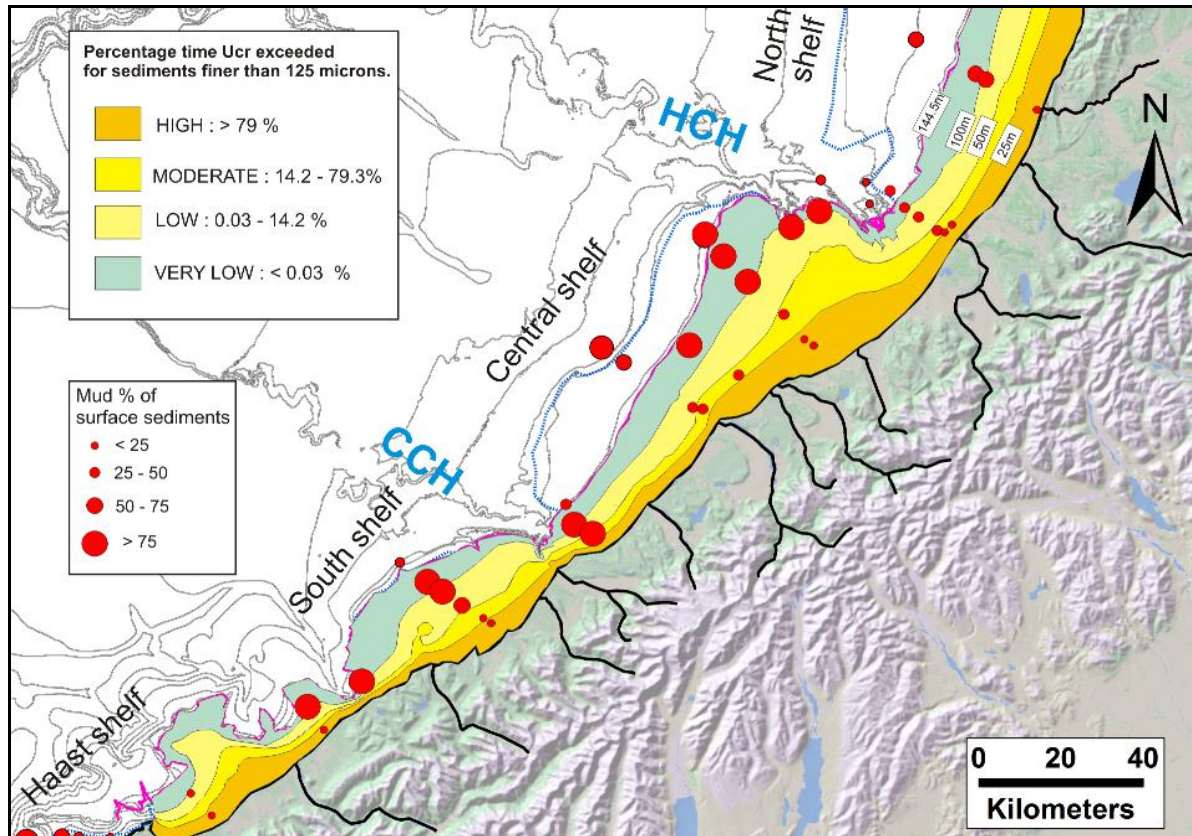 Percentage time Ucr exceeded
for sediments finer than 125 microns.
HIGH : > 79 %
MODERATE : 14.2 - 79.3%
LOW : 0.03 - 14.2 %
VERY LOW : < 0.03 %
Mud % of
surface sediments
< 25
25 - 50
50 - 75
> 75
North
shelf
HCH
144.5m
100m
50m
25m
N
Central shelf
CCH
South shelf
Haast shelf
0 20 40
Kilometers